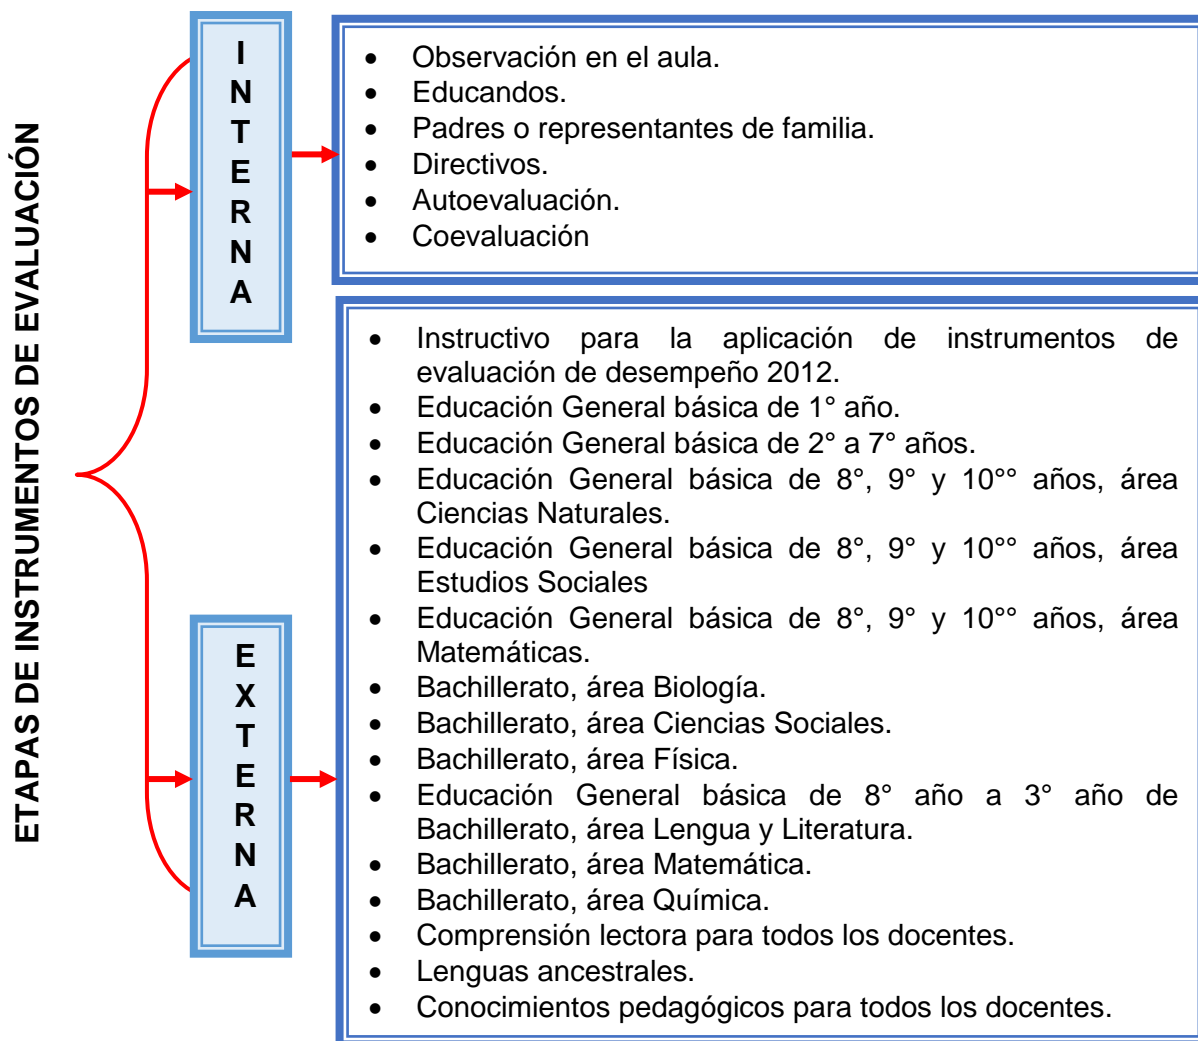 ETAPAS DE INSTRUMENTOS DE EVALUACIÓN
INTERNA
• Observación en el aula.
• Educandos.
• Padres o representantes de familia.
• Directivos.
• Autoevaluación.
• Coevaluación
EXTERNA
• Instructivo para la aplicación de instrumentos de
evaluación de desempeño 2012.
• Educación General básica de 1° año.
• Educación General básica de 2° a 7° años.
• Educación General básica de 8°, 9° y 10°° años, área
Ciencias Naturales.
• Educación General básica de 8°, 9° y 10°° años, área
Estudios Sociales
• Educación General básica de 8°, 9° y 10°° años, área
Matemáticas.
• Bachillerato, área Biología.
• Bachillerato, área Ciencias Sociales.
• Bachillerato, área Física.
• Educación General básica de 8° año a 3° año de
Bachillerato, área Lengua y Literatura.
• Bachillerato, área Matemática.
• Bachillerato, área Química.
• Comprensión lectora para todos los docentes.
• Lenguas ancestrales.
• Conocimientos pedagógicos para todos los docentes.